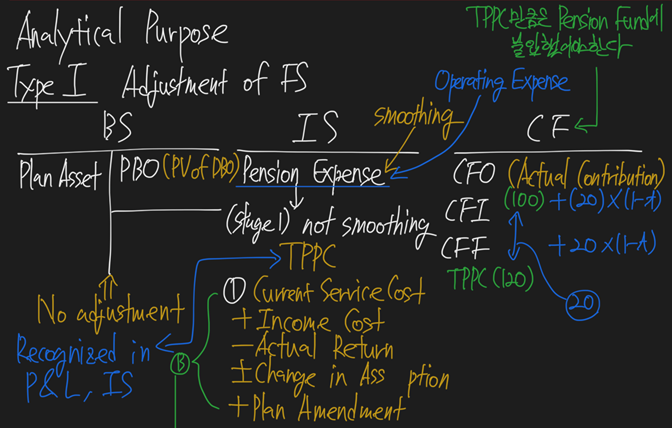 Analytical Purpose
TPPC만큼은 Pension Fund에
불입했어야한다
Type I Adjustment of FS
Operating Expense
smoothing
BS IS CF
Plan Asset PBO (PV of DBO) Pension Expense CFO (Actual Contribution)
(100) + (20) × (1-t)
(stage 1) not smoothing CFI
TPPC CFF + 20 × (1-t)
TPPC (120)
① Current Service Cost 20
No adjustment + Income Cost
Recognized in
P&L, IS
Ⓑ - Actual Return
± Change in Ass ption
+ Plan Amendment